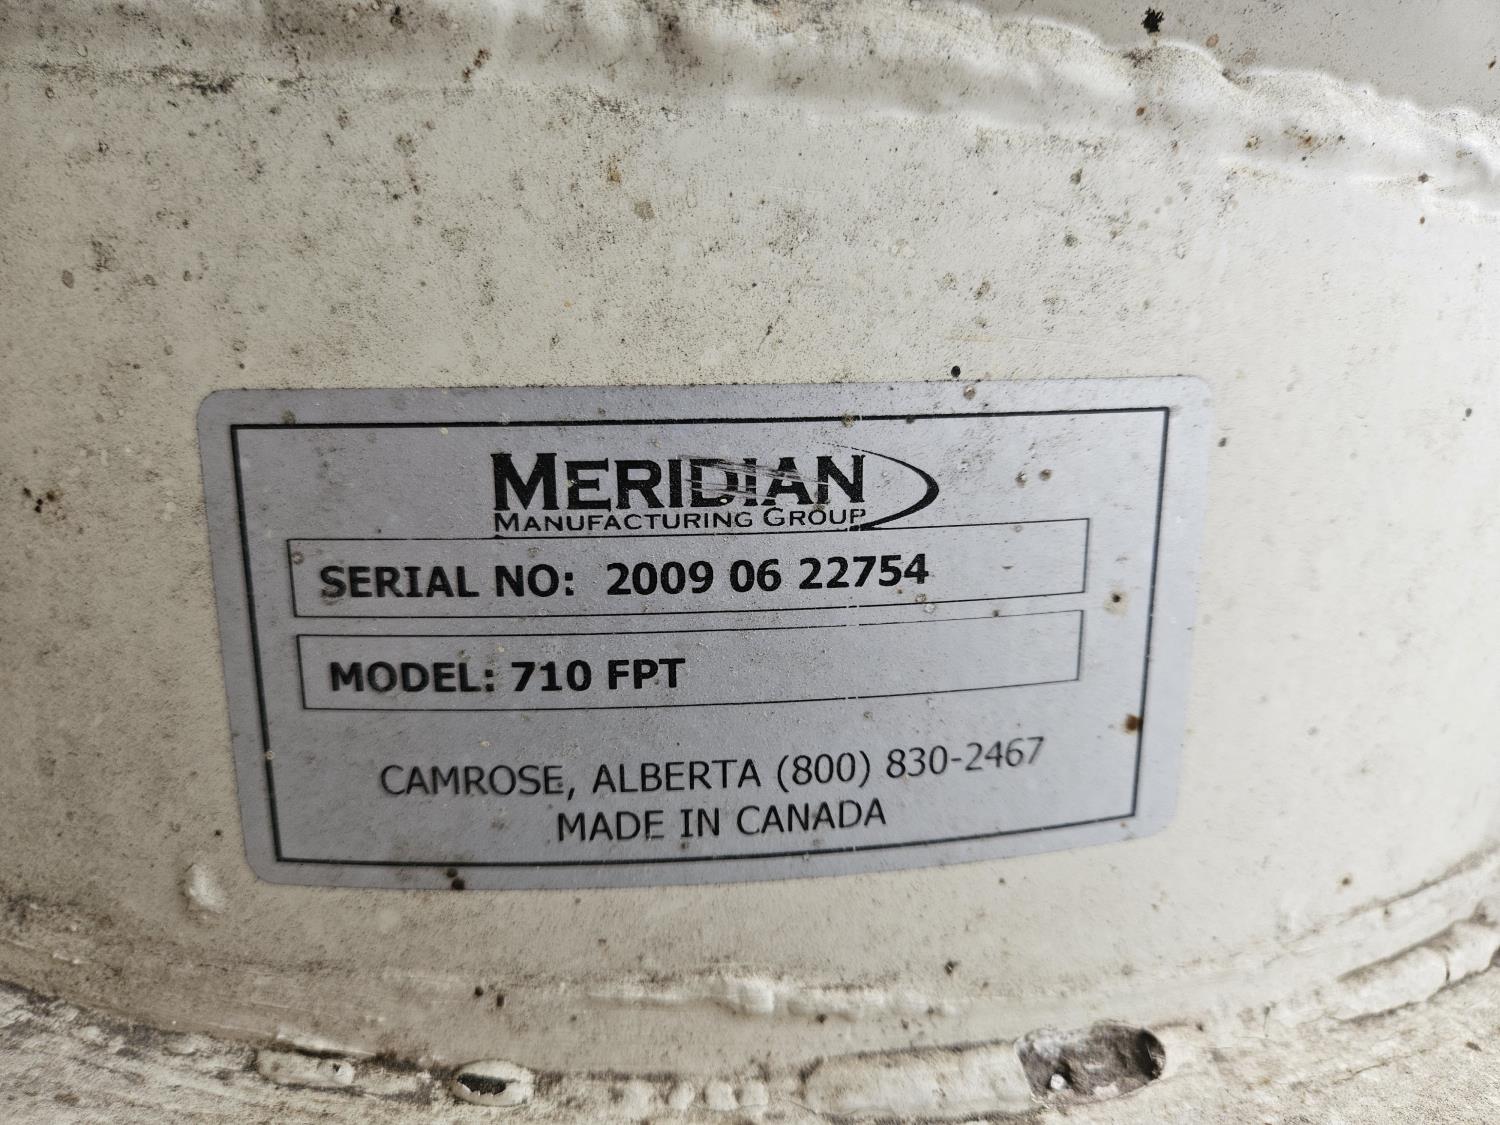 MERIDIAN
MANUFACTURING GROUP
SERIAL NO: 2009 06 22754
MODEL: 710 FPT
CAMROSE, ALBERTA (800) 830-2467
MADE IN CANADA